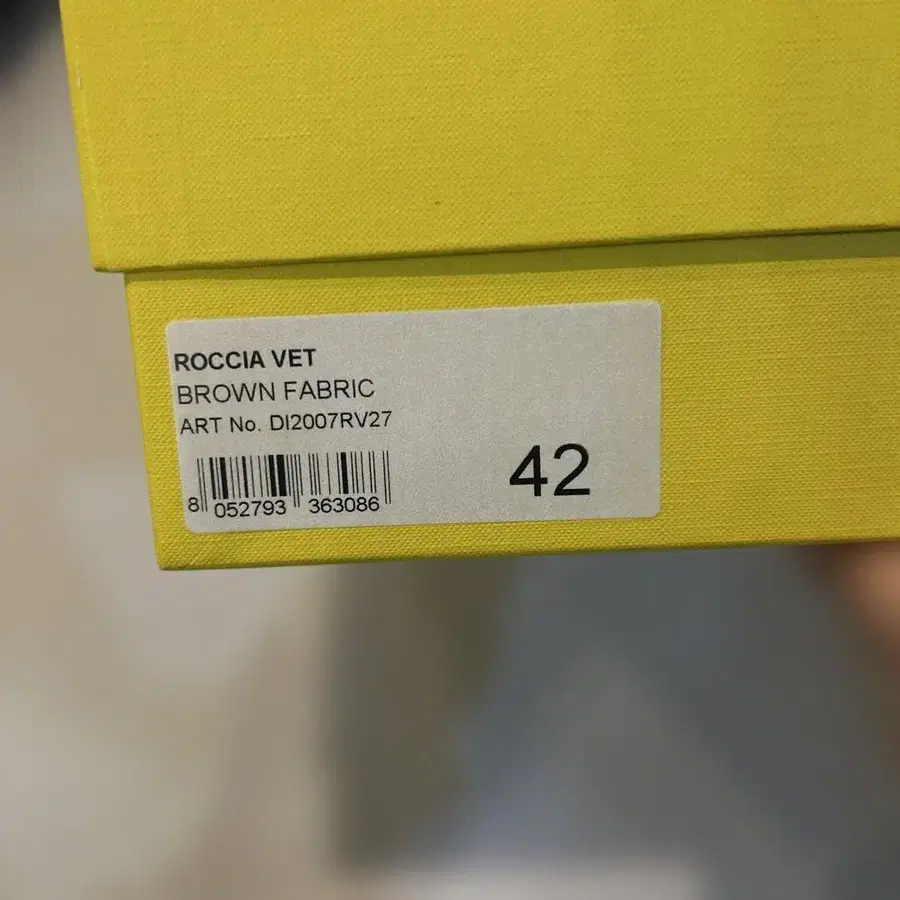 ROCCIA VET
BROWN FABRIC
ART No. DI2007RV27
42
8 052793 363086